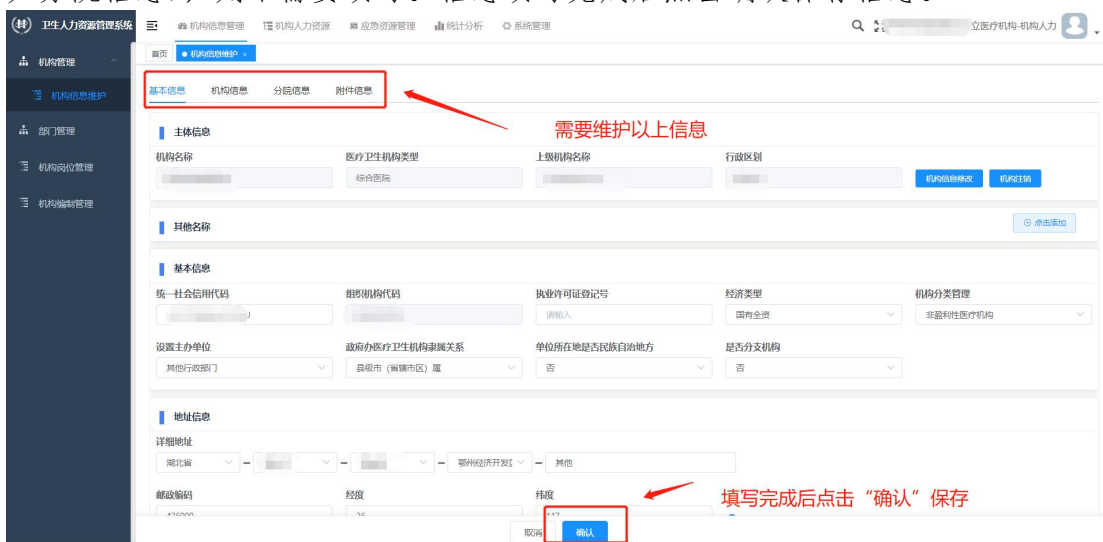 卫生人力资源管理系统 机构信息管理 机构人力资源 应急资源管理 统计分析 系统管理 立医疗机构-机构人力
机构管理 首页 机构信息维护 ×
机构信息维护 基本信息 机构信息 分院信息 附件信息
需要维护以上信息
部门管理 主体信息
机构名称 医疗卫生机构类型 上级机构名称 行政区划
机构岗位管理 综合医院 机构信息修改 机构注销
机构编制管理
其他名称 点击添加
基本信息
统一社会信用代码 组织机构代码 执业许可证登记号 经济类型 机构分类管理
请输入 国有全资 非盈利性医疗机构
设置主办单位 政府办医疗卫生机构隶属关系 单位所在地是否民族自治地方 是否分支机构
其他行政部门 县级市（省辖市区）属 否 否
地址信息
详细地址
湖北省 – – – 鄂州经济开发 – 其他
邮政编码 经度 纬度
填写完成后点击“确认”保存
取消 确认